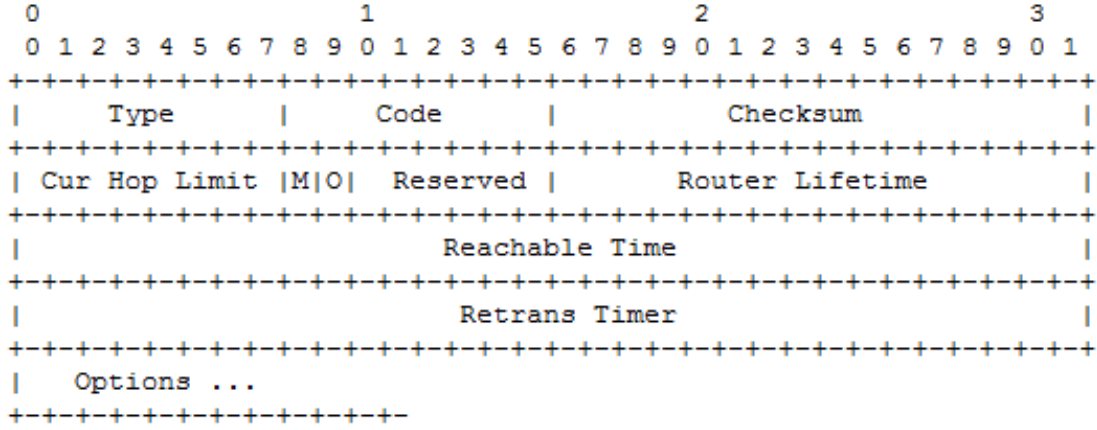 0                   1                   2                   3
 0 1 2 3 4 5 6 7 8 9 0 1 2 3 4 5 6 7 8 9 0 1 2 3 4 5 6 7 8 9 0 1
+-+-+-+-+-+-+-+-+-+-+-+-+-+-+-+-+-+-+-+-+-+-+-+-+-+-+-+-+-+-+-+-+
|     Type      |     Code      |          Checksum             |
+-+-+-+-+-+-+-+-+-+-+-+-+-+-+-+-+-+-+-+-+-+-+-+-+-+-+-+-+-+-+-+-+
| Cur Hop Limit |M|O|  Reserved |       Router Lifetime         |
+-+-+-+-+-+-+-+-+-+-+-+-+-+-+-+-+-+-+-+-+-+-+-+-+-+-+-+-+-+-+-+-+
|                         Reachable Time                        |
+-+-+-+-+-+-+-+-+-+-+-+-+-+-+-+-+-+-+-+-+-+-+-+-+-+-+-+-+-+-+-+-+
|                          Retrans Timer                        |
+-+-+-+-+-+-+-+-+-+-+-+-+-+-+-+-+-+-+-+-+-+-+-+-+-+-+-+-+-+-+-+-+
|   Options ...
+-+-+-+-+-+-+-+-+-+-+-+-